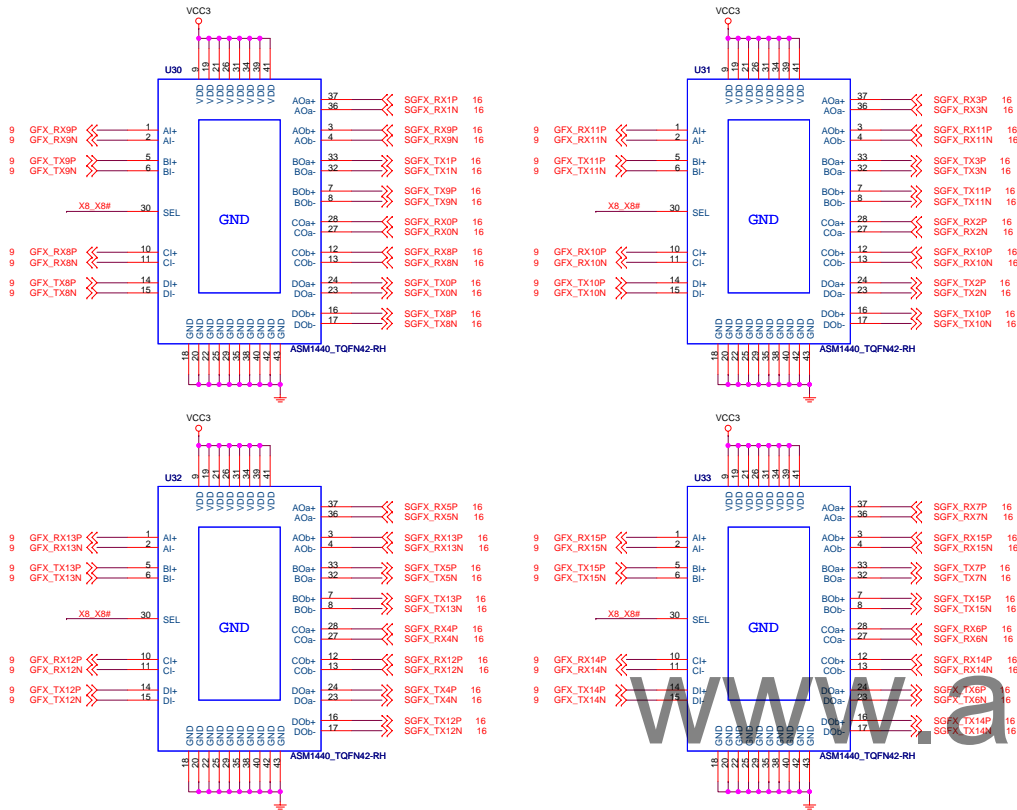 VCC3
U30
9 19 21 26 31 34 39 41
VDD VDD VDD VDD VDD VDD VDD VDD
AOa+ 37 SGFX_RX1P 16
AOa- 36 SGFX_RX1N 16
9 GFX_RX9P 1 AI+ AOb+ 3 SGFX_RX9P 16
9 GFX_RX9N 2 AI- AOb- 4 SGFX_RX9N 16
9 GFX_TX9P 5 BI+ BOa+ 33 SGFX_TX1P 16
9 GFX_TX9N 6 BI- BOa- 32 SGFX_TX1N 16
BOb+ 7 SGFX_TX9P 16
BOb- 8 SGFX_TX9N 16
X8_X8# 30 SEL
GND
COa+ 28 SGFX_RX0P 16
COa- 27 SGFX_RX0N 16
9 GFX_RX8P 10 CI+ COb+ 12 SGFX_RX8P 16
9 GFX_RX8N 11 CI- COb- 13 SGFX_RX8N 16
9 GFX_TX8P 14 DI+ DOa+ 24 SGFX_TX0P 16
9 GFX_TX8N 15 DI- DOa- 23 SGFX_TX0N 16
DOb+ 16 SGFX_TX8P 16
DOb- 17 SGFX_TX8N 16
GND GND GND GND GND GND GND GND GND GND
18 20 22 25 29 35 38 40 42 43
ASM1440_TQFN42-RH
VCC3
U31
9 19 21 26 31 34 39 41
VDD VDD VDD VDD VDD VDD VDD VDD
AOa+ 37 SGFX_RX3P 16
AOa- 36 SGFX_RX3N 16
9 GFX_RX11P 1 AI+ AOb+ 3 SGFX_RX11P 16
9 GFX_RX11N 2 AI- AOb- 4 SGFX_RX11N 16
9 GFX_TX11P 5 BI+ BOa+ 33 SGFX_TX3P 16
9 GFX_TX11N 6 BI- BOa- 32 SGFX_TX3N 16
BOb+ 7 SGFX_TX11P 16
BOb- 8 SGFX_TX11N 16
X8_X8# 30 SEL
GND
COa+ 28 SGFX_RX2P 16
COa- 27 SGFX_RX2N 16
9 GFX_RX10P 10 CI+ COb+ 12 SGFX_RX10P 16
9 GFX_RX10N 11 CI- COb- 13 SGFX_RX10N 16
9 GFX_TX10P 14 DI+ DOa+ 24 SGFX_TX2P 16
9 GFX_TX10N 15 DI- DOa- 23 SGFX_TX2N 16
DOb+ 16 SGFX_TX10P 16
DOb- 17 SGFX_TX10N 16
GND GND GND GND GND GND GND GND GND GND
18 20 22 25 29 35 38 40 42 43
ASM1440_TQFN42-RH
VCC3
U32
9 19 21 26 31 34 39 41
VDD VDD VDD VDD VDD VDD VDD VDD
AOa+ 37 SGFX_RX5P 16
AOa- 36 SGFX_RX5N 16
9 GFX_RX13P 1 AI+ AOb+ 3 SGFX_RX13P 16
9 GFX_RX13N 2 AI- AOb- 4 SGFX_RX13N 16
9 GFX_TX13P 5 BI+ BOa+ 33 SGFX_TX5P 16
9 GFX_TX13N 6 BI- BOa- 32 SGFX_TX5N 16
BOb+ 7 SGFX_TX13P 16
BOb- 8 SGFX_TX13N 16
X8_X8# 30 SEL
GND
COa+ 28 SGFX_RX4P 16
COa- 27 SGFX_RX4N 16
9 GFX_RX12P 10 CI+ COb+ 12 SGFX_RX12P 16
9 GFX_RX12N 11 CI- COb- 13 SGFX_RX12N 16
9 GFX_TX12P 14 DI+ DOa+ 24 SGFX_TX4P 16
9 GFX_TX12N 15 DI- DOa- 23 SGFX_TX4N 16
DOb+ 16 SGFX_TX12P 16
DOb- 17 SGFX_TX12N 16
GND GND GND GND GND GND GND GND GND GND
18 20 22 25 29 35 38 40 42 43
ASM1440_TQFN42-RH
VCC3
U33
9 19 21 26 31 34 39 41
VDD VDD VDD VDD VDD VDD VDD VDD
AOa+ 37 SGFX_RX7P 16
AOa- 36 SGFX_RX7N 16
9 GFX_RX15P 1 AI+ AOb+ 3 SGFX_RX15P 16
9 GFX_RX15N 2 AI- AOb- 4 SGFX_RX15N 16
9 GFX_TX15P 5 BI+ BOa+ 33 SGFX_TX7P 16
9 GFX_TX15N 6 BI- BOa- 32 SGFX_TX7N 16
BOb+ 7 SGFX_TX15P 16
BOb- 8 SGFX_TX15N 16
X8_X8# 30 SEL
GND
COa+ 28 SGFX_RX6P 16
COa- 27 SGFX_RX6N 16
9 GFX_RX14P 10 CI+ COb+ 12 SGFX_RX14P 16
9 GFX_RX14N 11 CI- COb- 13 SGFX_RX14N 16
9 GFX_TX14P 14 DI+ DOa+ 24 SGFX_TX6P 16
9 GFX_TX14N 15 DI- DOa- 23 SGFX_TX6N 16
DOb+ 16 SGFX_TX14P 16
DOb- 17 SGFX_TX14N 16
GND GND GND GND GND GND GND GND GND GND
18 20 22 25 29 35 38 40 42 43
ASM1440_TQFN42-RH
www.a